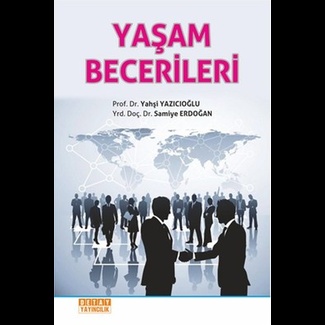 YAŞAM
BECERİLERİ
Prof. Dr. Yahşi YAZICIOĞLU
Yrd. Doç. Dr. Samiye ERDOĞAN
DETAY
YAYINCILIK